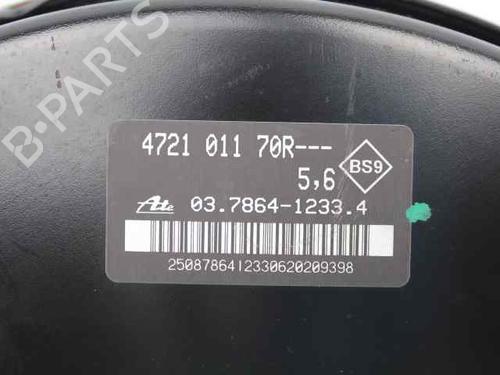 B-PARTS
4721 011 70R---
5,6 BS9
Ate 03.7864-1233.4
2508786412330620209398